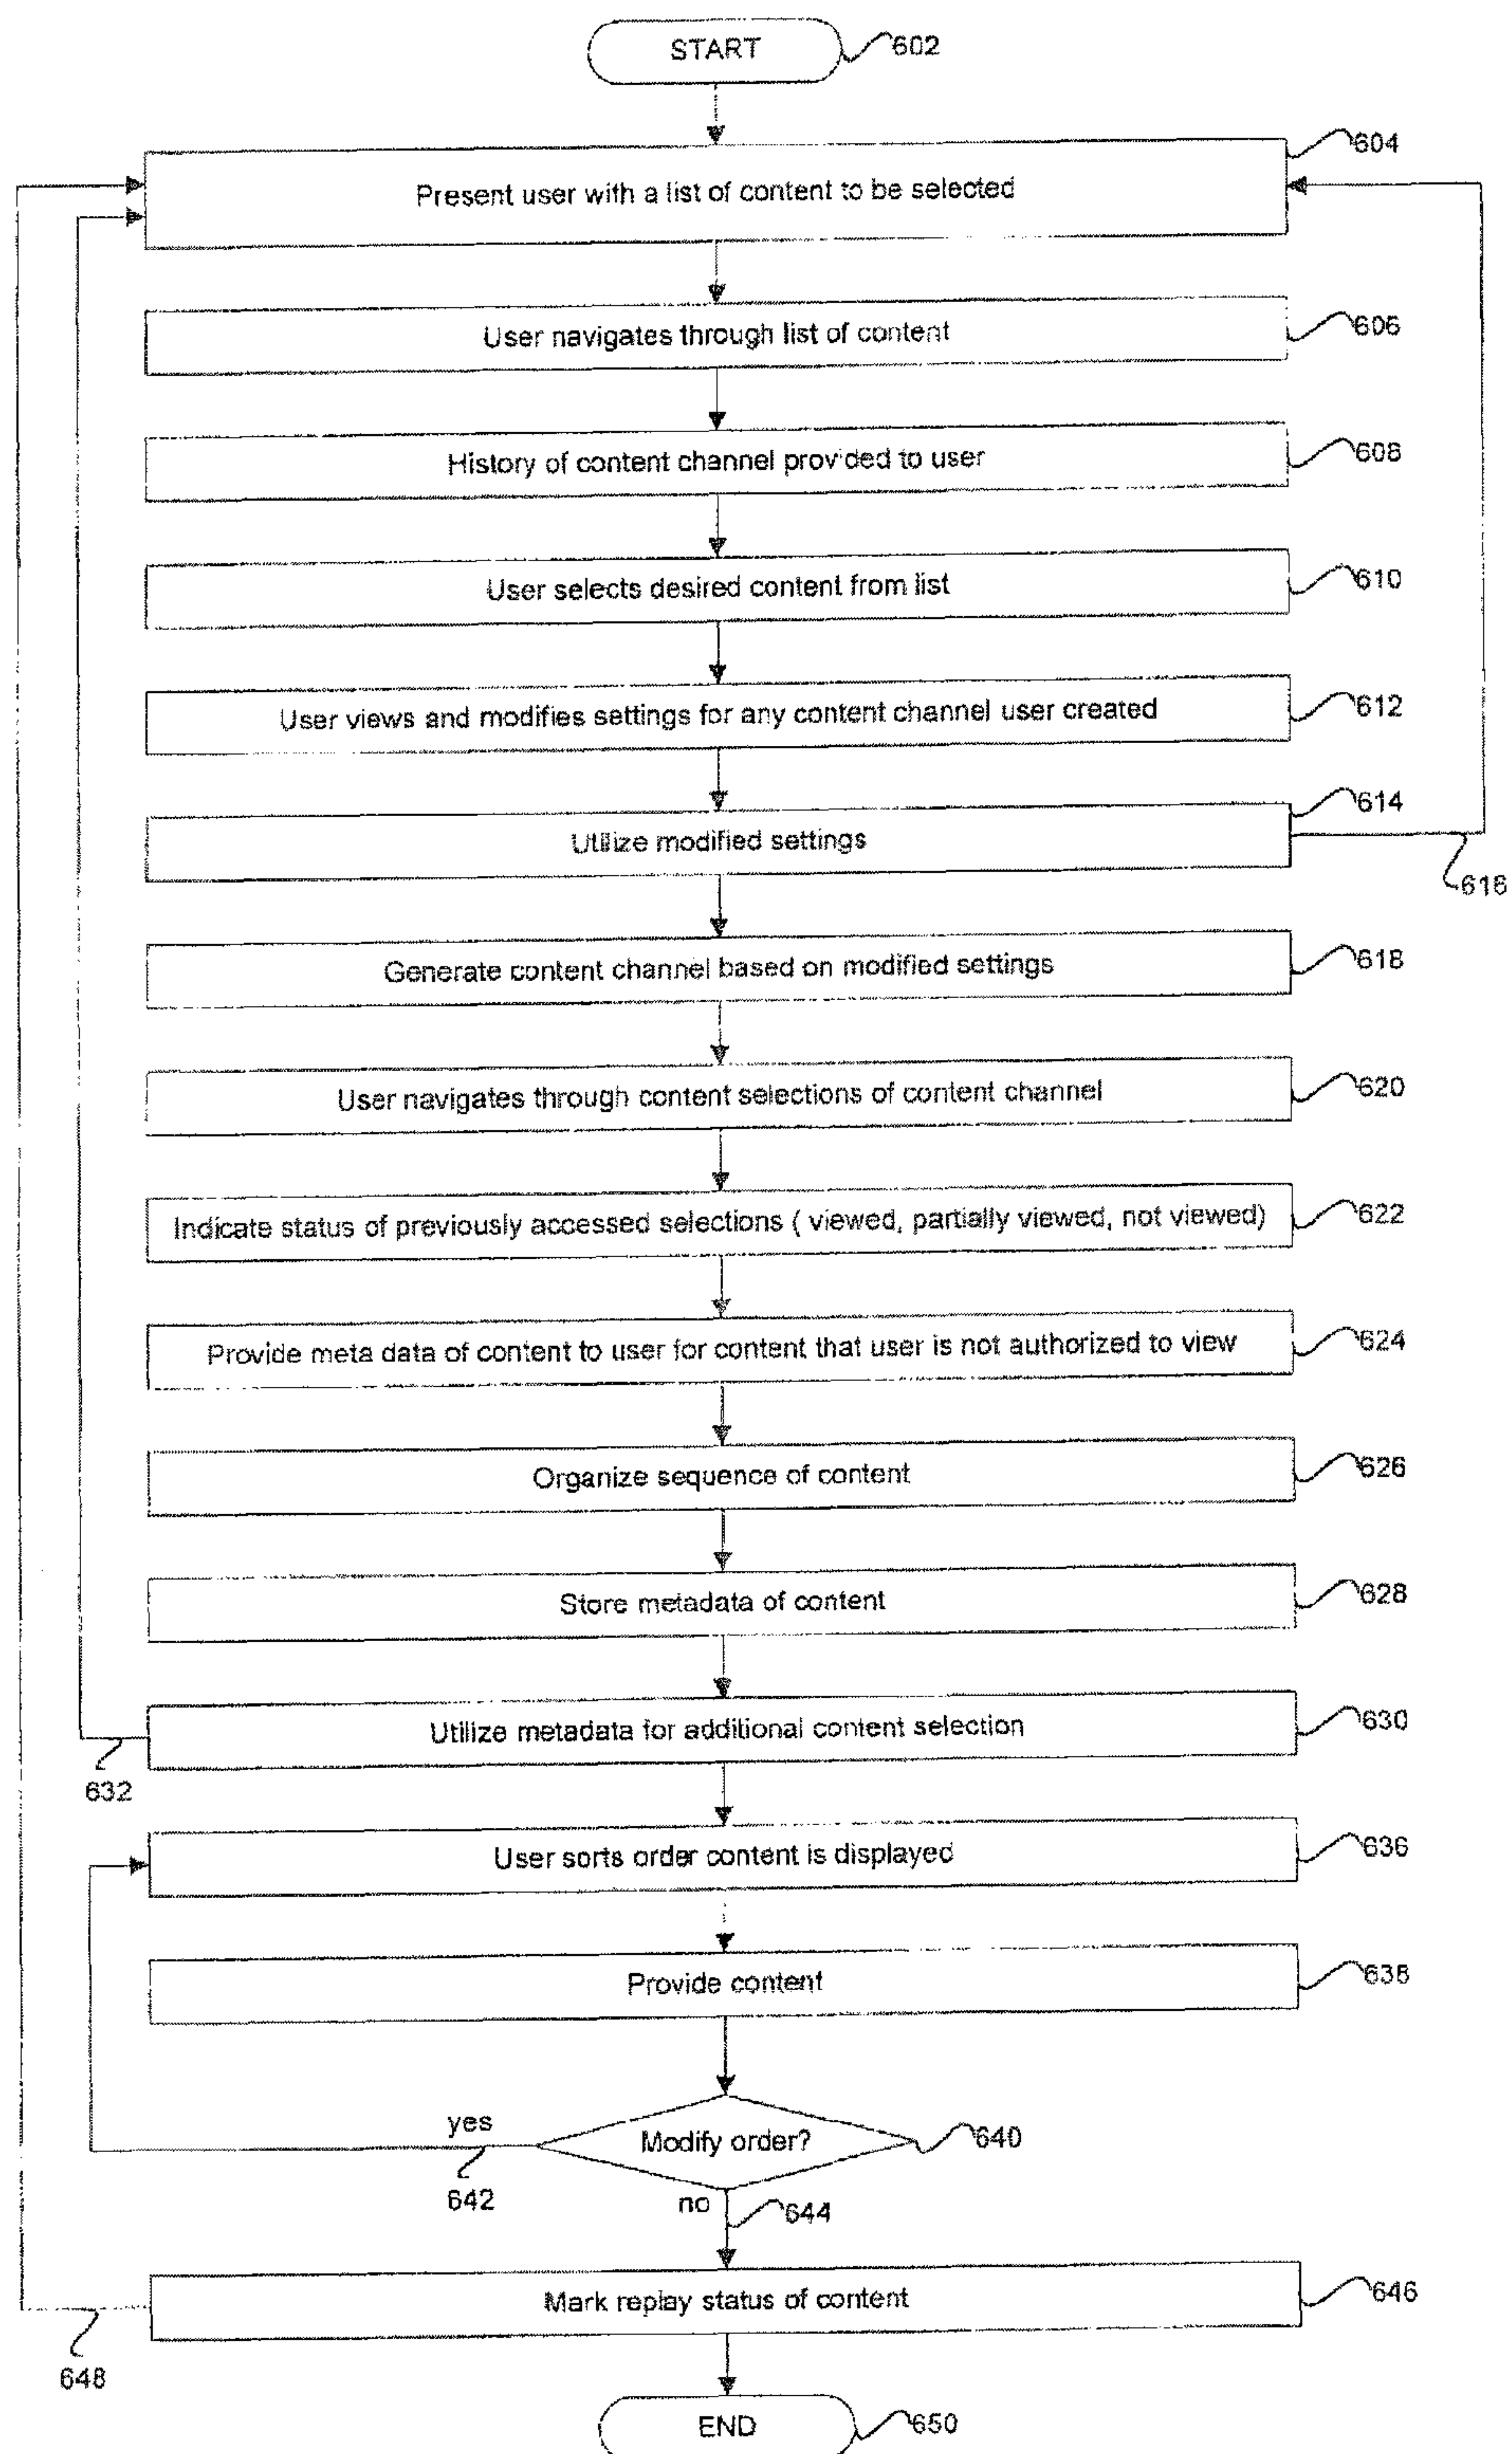 START
602
604
Present user with a list of content to be selected
User navigates through list of content
606
History of content channel provided to user
608
User selects desired content from list
610
User views and modifies settings for any content channel user created
612
614
Utilize modified settings
616
Generate content channel based on modified settings
618
User navigates through content selections of content channel
620
Indicate status of previously accessed selections ( viewed, partially viewed, not viewed)
622
Provide meta data of content to user for content that user is not authorized to view
624
Organize sequence of content
626
Store metadata of content
628
Utilize metadata for additional content selection
630
632
User sorts order content is displayed
636
Provide content
638
yes
Modify order?
640
642
no
644
Mark replay status of content
646
648
END
650